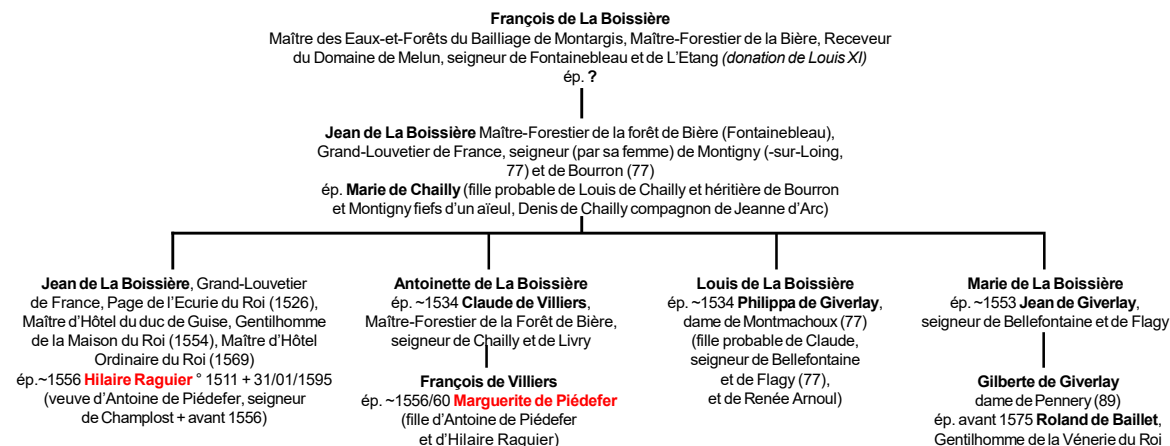 François de La Boissière
Maître des Eaux-et-Forêts du Bailliage de Montargis, Maître-Forestier de la Bière, Receveur
du Domaine de Melun, seigneur de Fontainebleau et de L'Etang (donation de Louis XI)
ép. ?
Jean de La Boissière Maître-Forestier de la forêt de Bière (Fontainebleau),
Grand-Louvetier de France, seigneur (par sa femme) de Montigny (-sur-Loing,
77) et de Bourron (77)
ép. Marie de Chailly (fille probable de Louis de Chailly et héritière de Bourron
et Montigny fiefs d'un aïeul, Denis de Chailly compagnon de Jeanne d'Arc)
Jean de La Boissière, Grand-Louvetier
de France, Page de l'Ecurie du Roi (1526),
Maître d'Hôtel du duc de Guise, Gentilhomme
de la Maison du Roi (1554), Maître d'Hôtel
Ordinaire du Roi (1569)
ép.~1556 Hilaire Raguier ° 1511 + 31/01/1595
(veuve d'Antoine de Piédefer, seigneur
de Champlost + avant 1556)
Antoinette de La Boissière
ép. ~1534 Claude de Villiers,
Maître-Forestier de la Forêt de Bière,
seigneur de Chailly et de Livry
François de Villiers
ép. ~1556/60 Marguerite de Piédefer
(fille d'Antoine de Piédefer
et d'Hilaire Raguier)
Louis de La Boissière
ép. ~1534 Philippa de Giverlay,
dame de Montmachoux (77)
(fille probable de Claude,
seigneur de Bellefontaine
et de Flagy (77),
et de Renée Arnoul)
Marie de La Boissière
ép. ~1553 Jean de Giverlay,
seigneur de Bellefontaine et de Flagy
Gilberte de Giverlay
dame de Pennery (89)
ép. avant 1575 Roland de Baillet,
Gentilhomme de la Vénerie du Roi